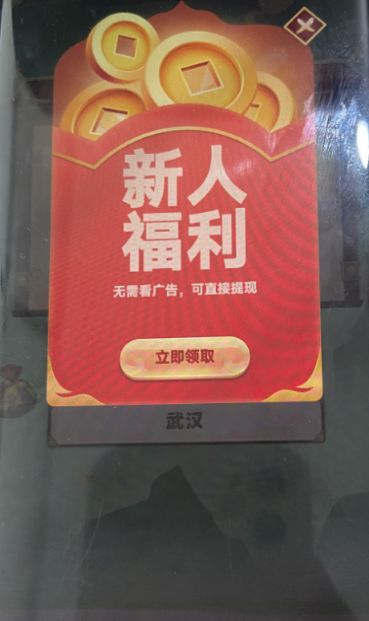 新人
福利
无需看广告，可直接提现
立即领取
武汉